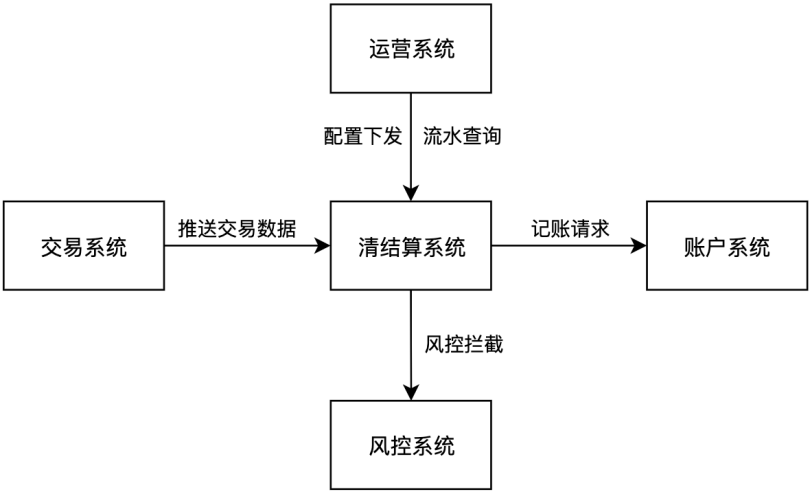 运营系统
配置下发
流水查询
交易系统
推送交易数据
清结算系统
记账请求
账户系统
风控拦截
风控系统